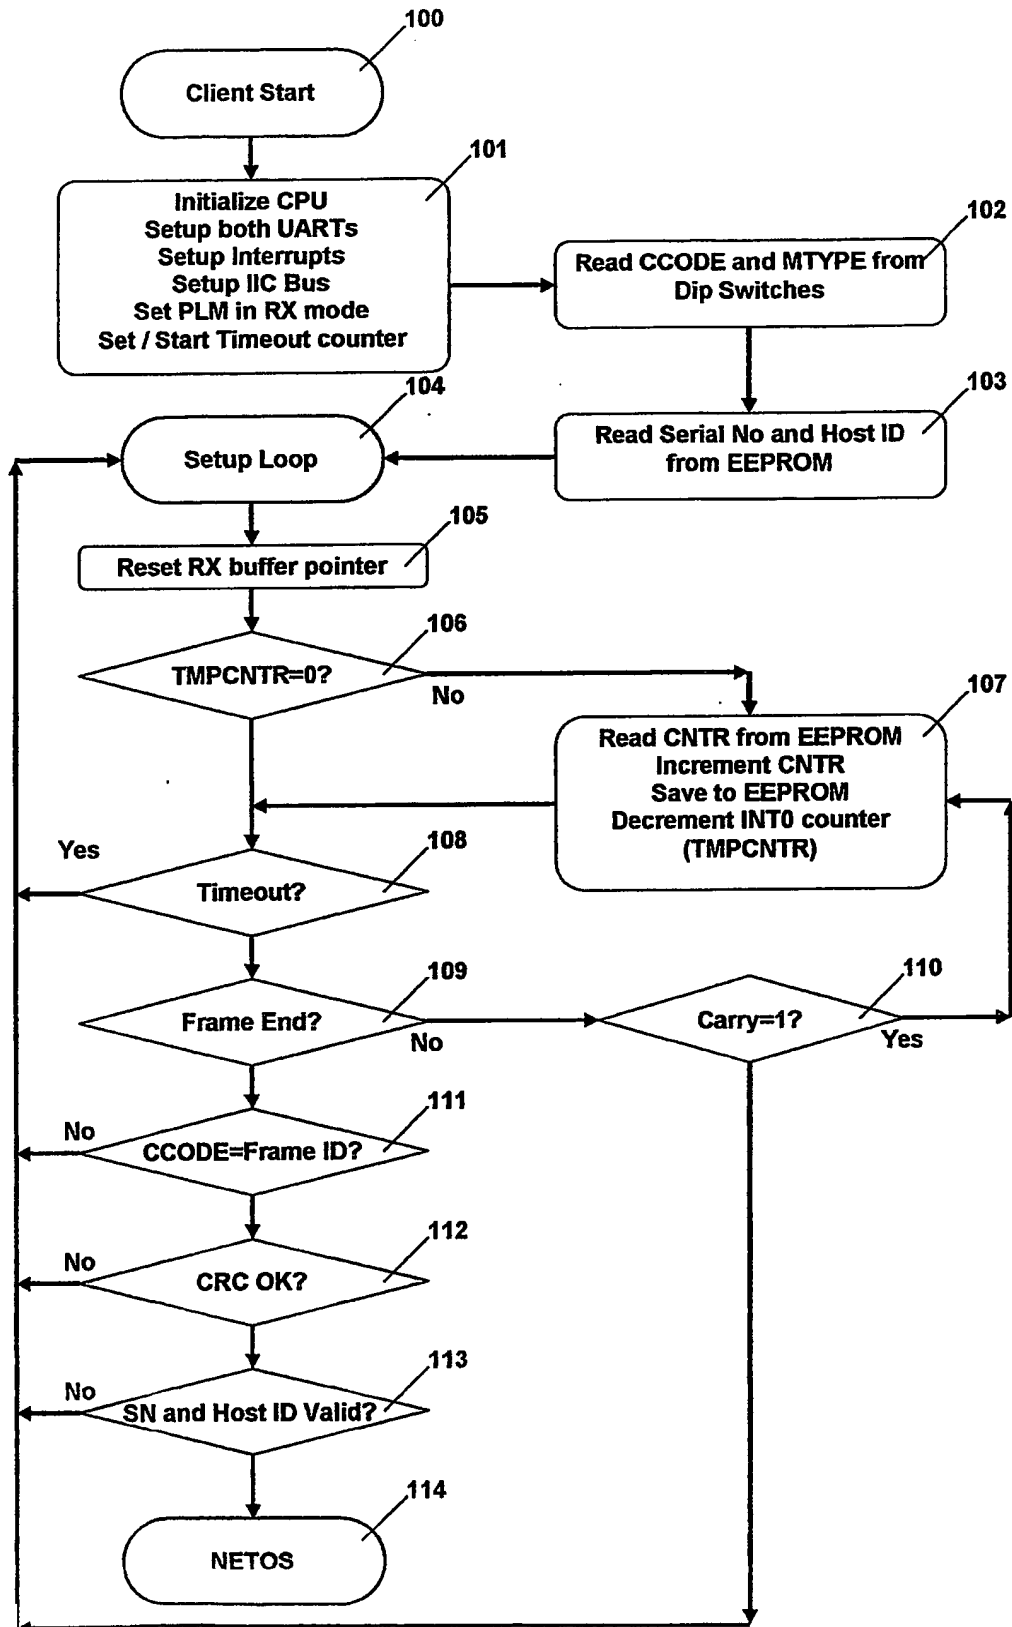 100
Client Start
101
Initialize CPU
Setup both UARTs
Setup Interrupts
Setup IIC Bus
Set PLM in RX mode
Set / Start Timeout counter
102
Read CCODE and MTYPE from
Dip Switches
103
Read Serial No and Host ID
from EEPROM
104
Setup Loop
105
Reset RX buffer pointer
106
TMPCNTR=0?
No
107
Read CNTR from EEPROM
Increment CNTR
Save to EEPROM
Decrement INT0 counter
(TMPCNTR)
108
Yes
Timeout?
109
Frame End?
No
110
Carry=1?
Yes
111
No
CCODE=Frame ID?
112
No
CRC OK?
113
No
SN and Host ID Valid?
114
NETOS